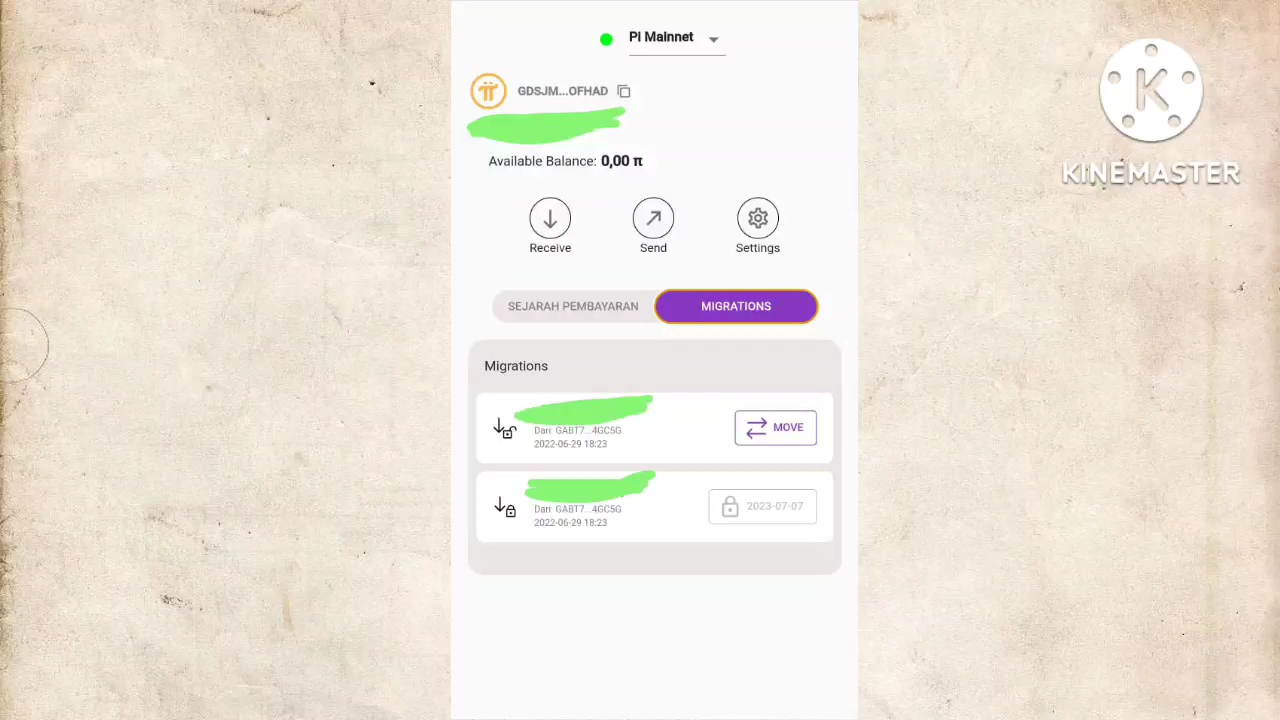 Pi Mainnet
GDSJM...OFHAD
Available Balance: 0,00 π
Receive
Send
Settings
SEJARAH PEMBAYARAN
MIGRATIONS
Migrations
Dari: GABT7...4GC5G
2022-06-29 18:23
MOVE
Dari: GABT7...4GC5G
2022-06-29 18:23
2023-07-07
K
KINEMASTER